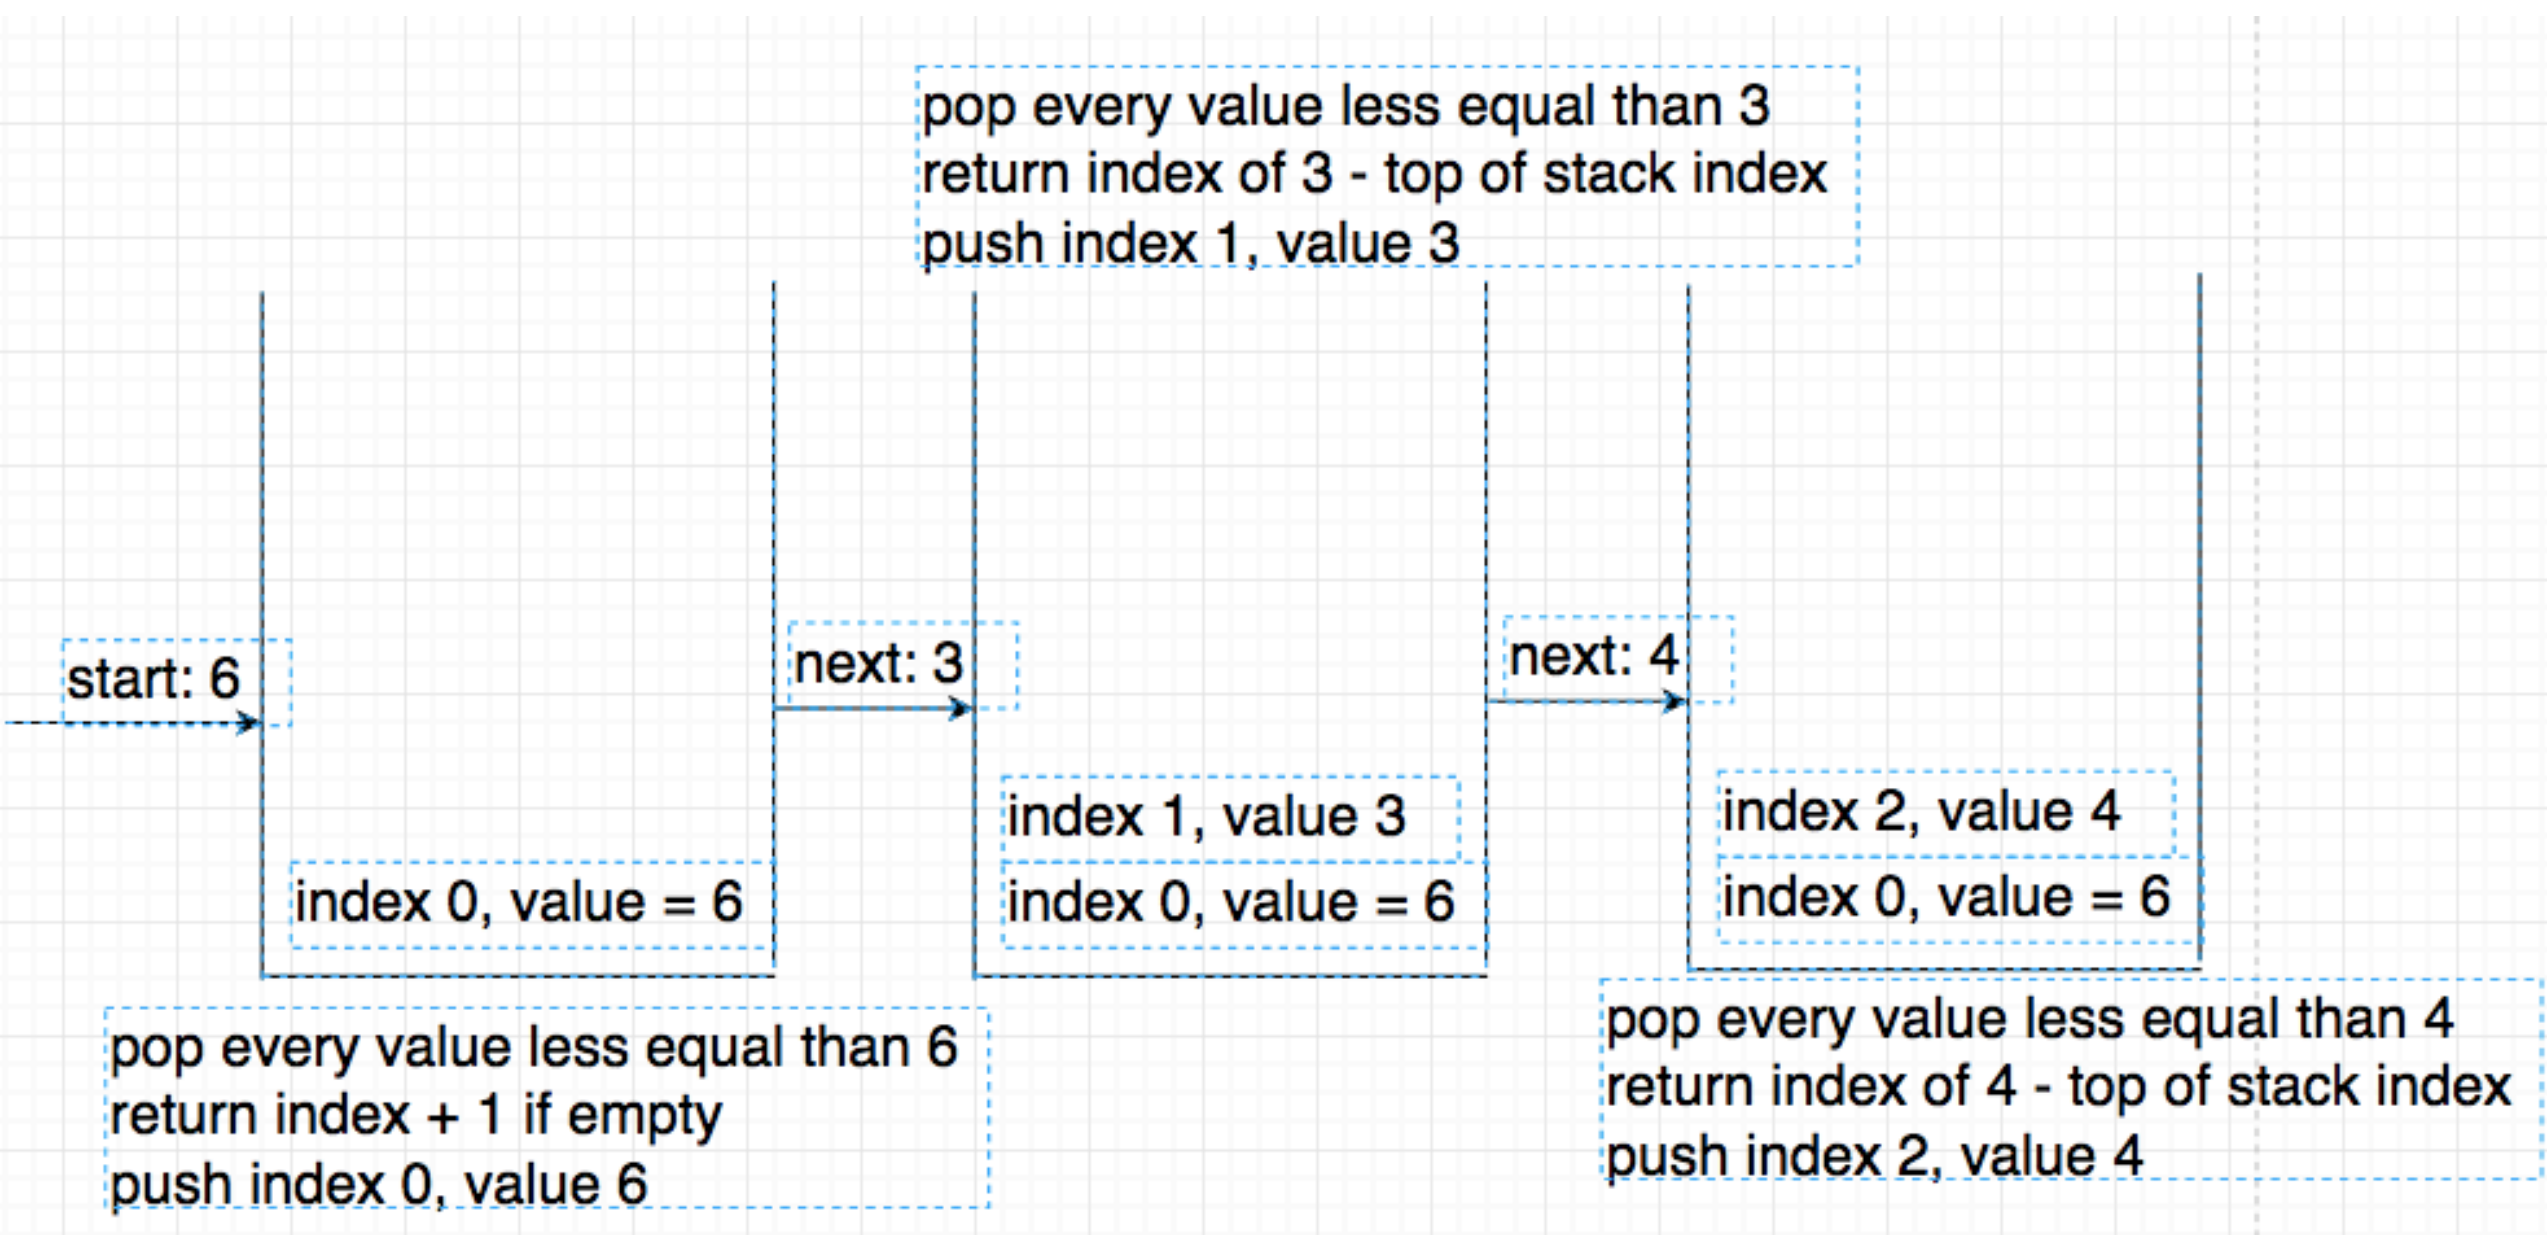 pop every value less equal than 3
return index of 3 - top of stack index
push index 1, value 3
start: 6
next: 3
next: 4
index 0, value = 6
index 1, value 3
index 0, value = 6
index 2, value 4
index 0, value = 6
pop every value less equal than 6
return index + 1 if empty
push index 0, value 6
pop every value less equal than 4
return index of 4 - top of stack index
push index 2, value 4